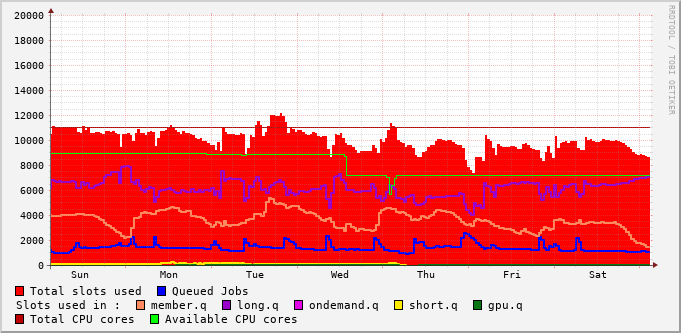 20000
18000
16000
14000
12000
10000
8000
6000
4000
2000
0
Sun Mon Tue Wed Thu Fri Sat
Total slots used Queued Jobs
Slots used in : member.q long.q ondemand.q short.q gpu.q
Total CPU cores Available CPU cores
RRDTOOL / TOBI OETIKER